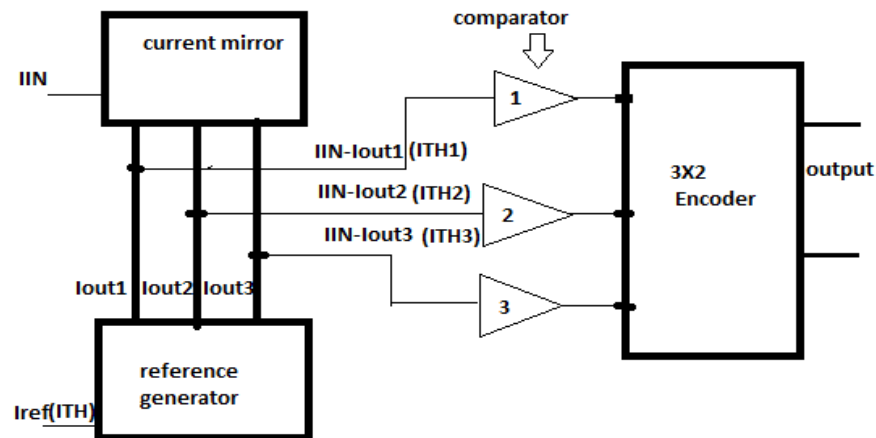 comparator
current mirror
IIN
1
IIN-Iout1 (ITH1)
3X2
Encoder
output
IIN-Iout2 (ITH2)
2
IIN-Iout3 (ITH3)
Iout1 Iout2 Iout3
3
reference
generator
Iref(ITH)